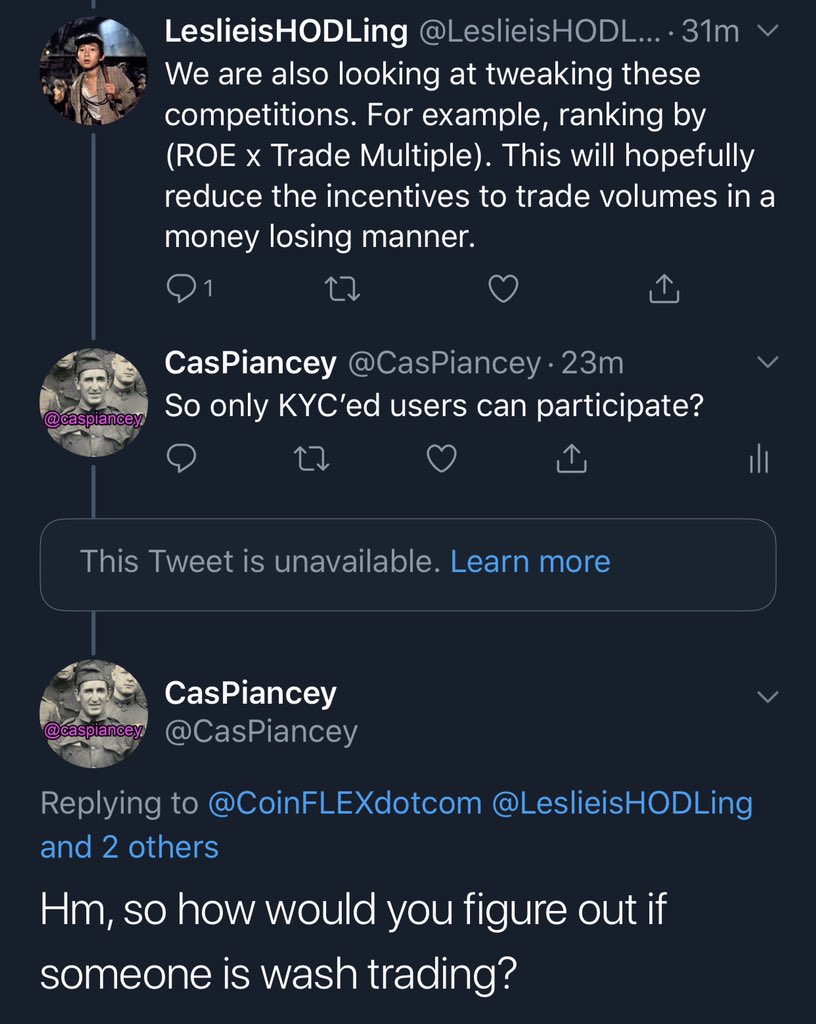 LeslieisHODLing @LeslieisHODL... · 31m
We are also looking at tweaking these
competitions. For example, ranking by
(ROE x Trade Multiple). This will hopefully
reduce the incentives to trade volumes in a
money losing manner.
1
CasPiancey @CasPiancey · 23m
@caspiancey
So only KYC’ed users can participate?
This Tweet is unavailable. Learn more
CasPiancey
@caspiancey
@CasPiancey
Replying to @CoinFLEXdotcom @LeslieisHODLing
and 2 others
Hm, so how would you figure out if
someone is wash trading?